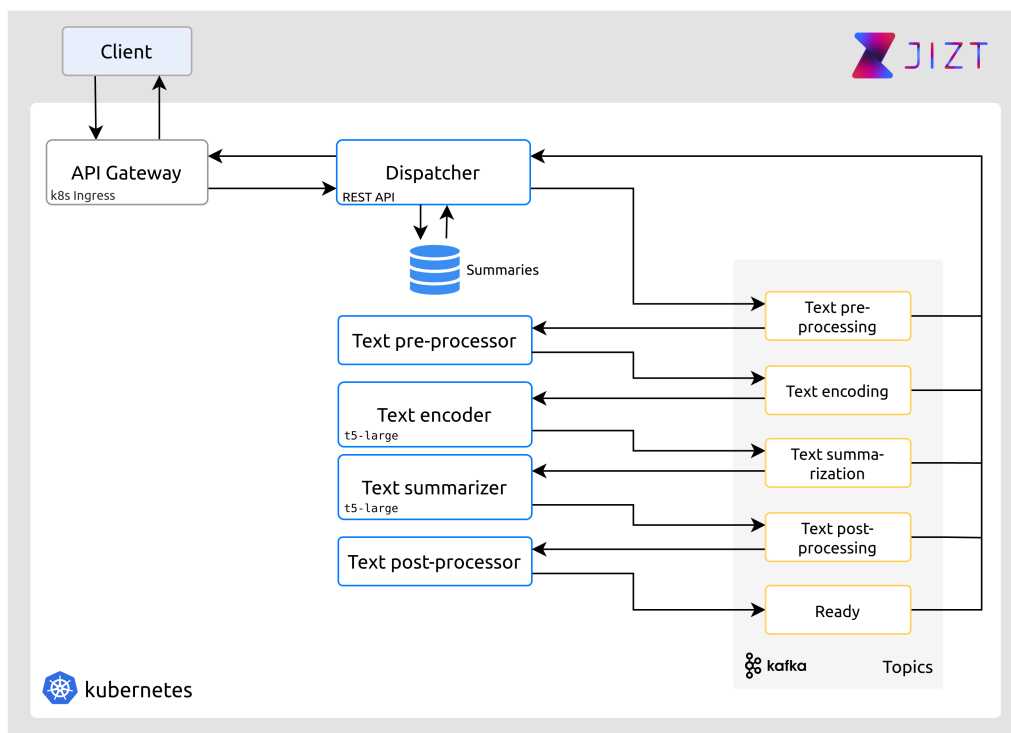 Client
JIZT
API Gateway
k8s Ingress
Dispatcher
REST API
Summaries
Text pre-
processing
Text pre-processor
Text encoding
Text encoder
t5-large
Text summa-
rization
Text summarizer
t5-large
Text post-
processing
Text post-processor
Ready
kafka
Topics
kubernetes